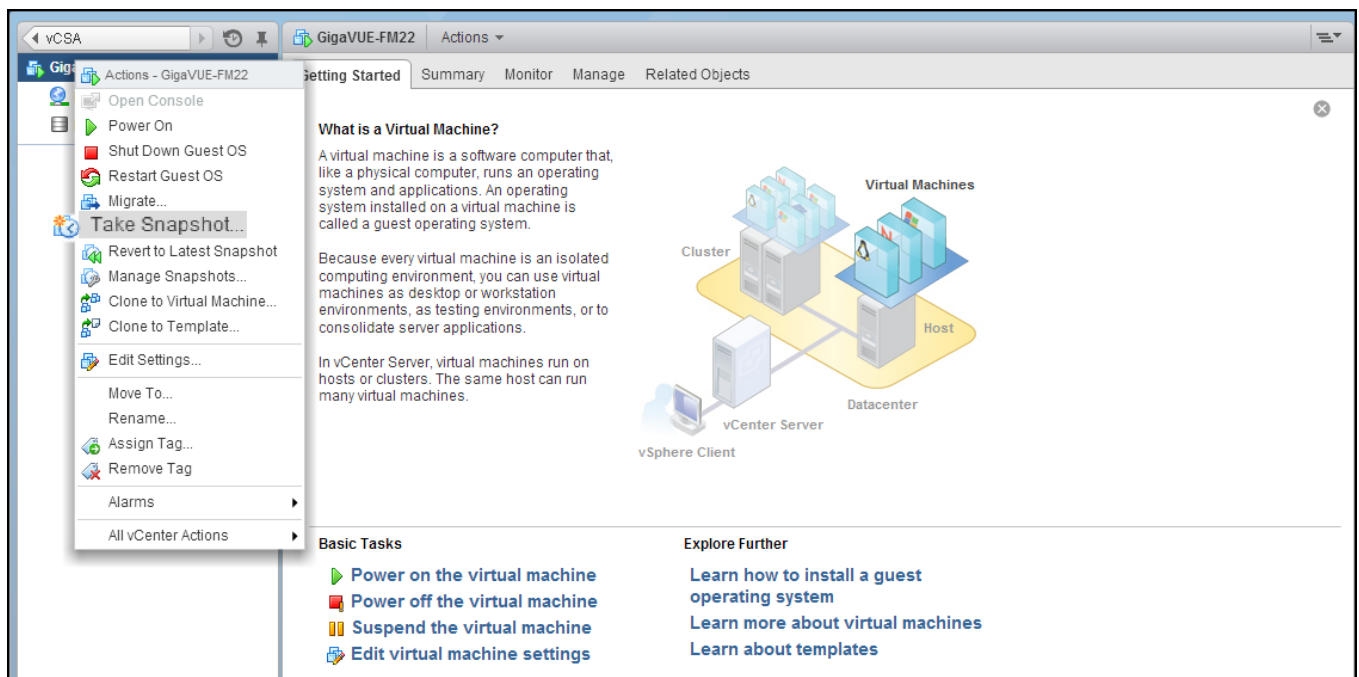 vCSA
GigaVUE-FM22 Actions
Gig
Actions - GigaVUE-FM22
Open Console
Power On
Shut Down Guest OS
Restart Guest OS
Migrate...
Take Snapshot...
Revert to Latest Snapshot
Manage Snapshots...
Clone to Virtual Machine...
Clone to Template...
Edit Settings...
Move To...
Rename...
Assign Tag...
Remove Tag
Alarms
All vCenter Actions
Getting Started Summary Monitor Manage Related Objects
What is a Virtual Machine?
A virtual machine is a software computer that,
like a physical computer, runs an operating
system and applications. An operating
system installed on a virtual machine is
called a guest operating system.
Because every virtual machine is an isolated
computing environment, you can use virtual
machines as desktop or workstation
environments, as testing environments, or to
consolidate server applications.
In vCenter Server, virtual machines run on
hosts or clusters. The same host can run
many virtual machines.
Virtual Machines
Cluster
Host
Datacenter
vCenter Server
vSphere Client
Basic Tasks
Power on the virtual machine
Power off the virtual machine
Suspend the virtual machine
Edit virtual machine settings
Explore Further
Learn how to install a guest
operating system
Learn more about virtual machines
Learn about templates